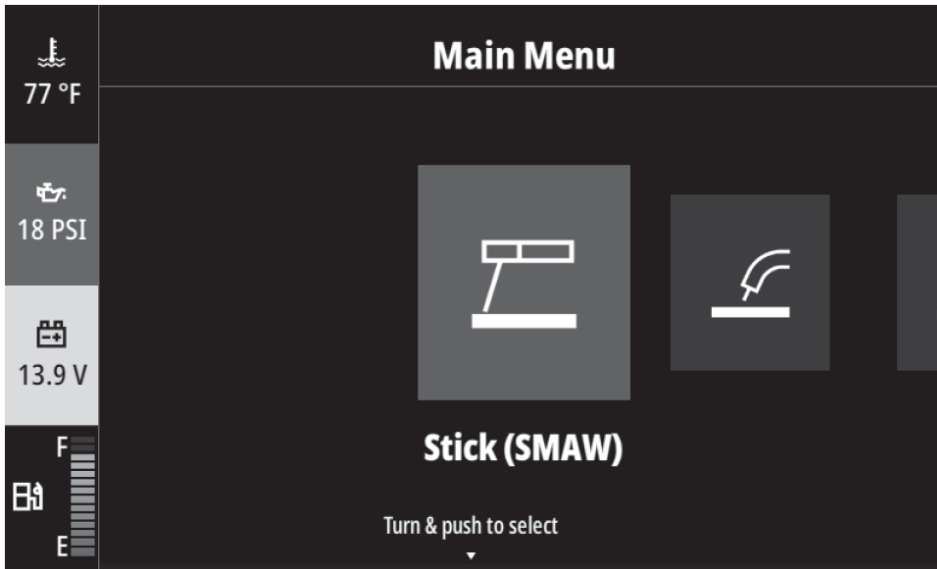 Main Menu
77 °F
18 PSI
13.9 V
F
E
Stick (SMAW)
Turn & push to select